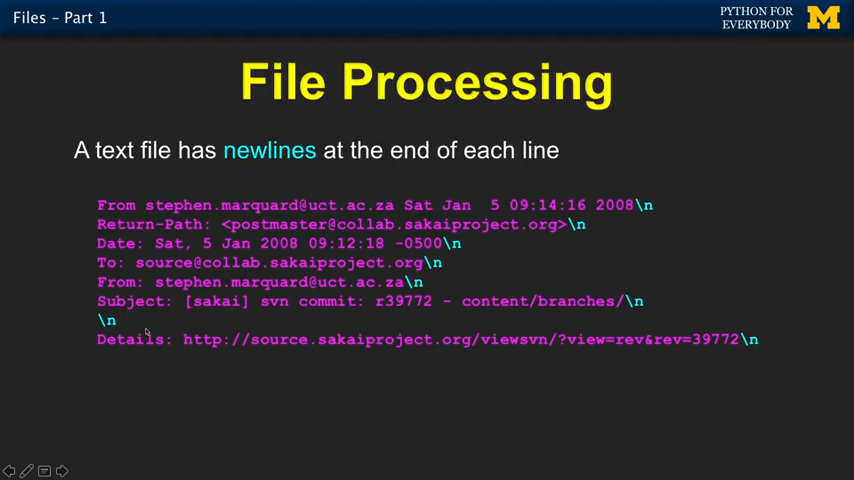 Files – Part 1
PYTHON FOR
EVERYBODY
File Processing
A text file has newlines at the end of each line
From stephen.marquard@uct.ac.za Sat Jan  5 09:14:16 2008\n
Return-Path: <postmaster@collab.sakaiproject.org>\n
Date: Sat, 5 Jan 2008 09:12:18 -0500\n
To: source@collab.sakaiproject.org\n
From: stephen.marquard@uct.ac.za\n
Subject: [sakai] svn commit: r39772 - content/branches/\n
\n
Details: http://source.sakaiproject.org/viewsvn/?view=rev&rev=39772\n